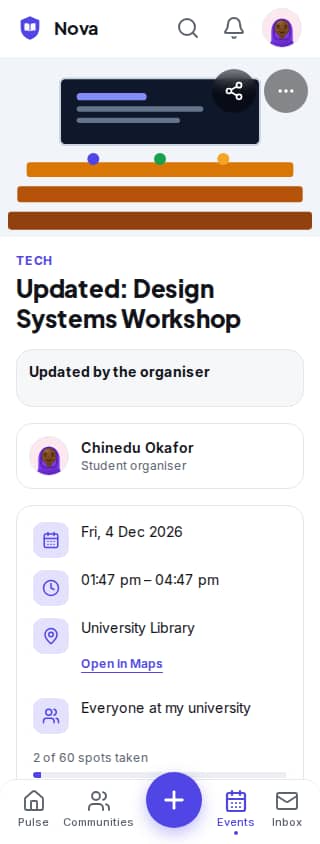 Nova
TECH
Updated: Design
Systems Workshop
Updated by the organiser
Chinedu Okafor
Student organiser
Fri, 4 Dec 2026
01:47 pm – 04:47 pm
University Library
Open In Maps
Everyone at my university
2 of 60 spots taken
Pulse
Communities
Events
Inbox